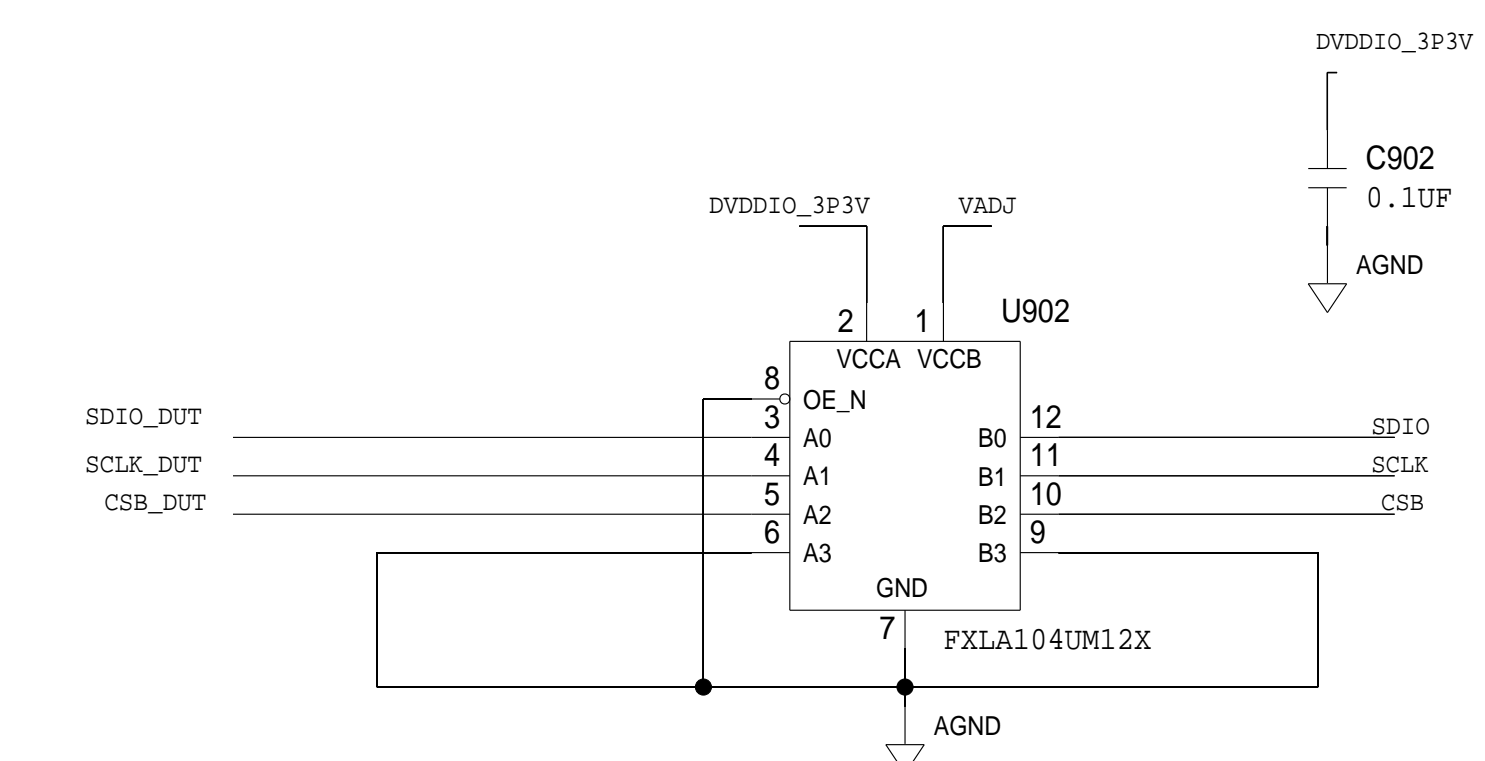 DVDDIO_3P3V
C902
0.1UF
AGND
DVDDIO_3P3V VADJ
U902
2 1
VCCA VCCB
8 OE_N
SDIO_DUT 3 A0 B0 12 SDIO
SCLK_DUT 4 A1 B1 11 SCLK
CSB_DUT 5 A2 B2 10 CSB
6 A3 B3 9
GND
7 FXLA104UM12X
AGND